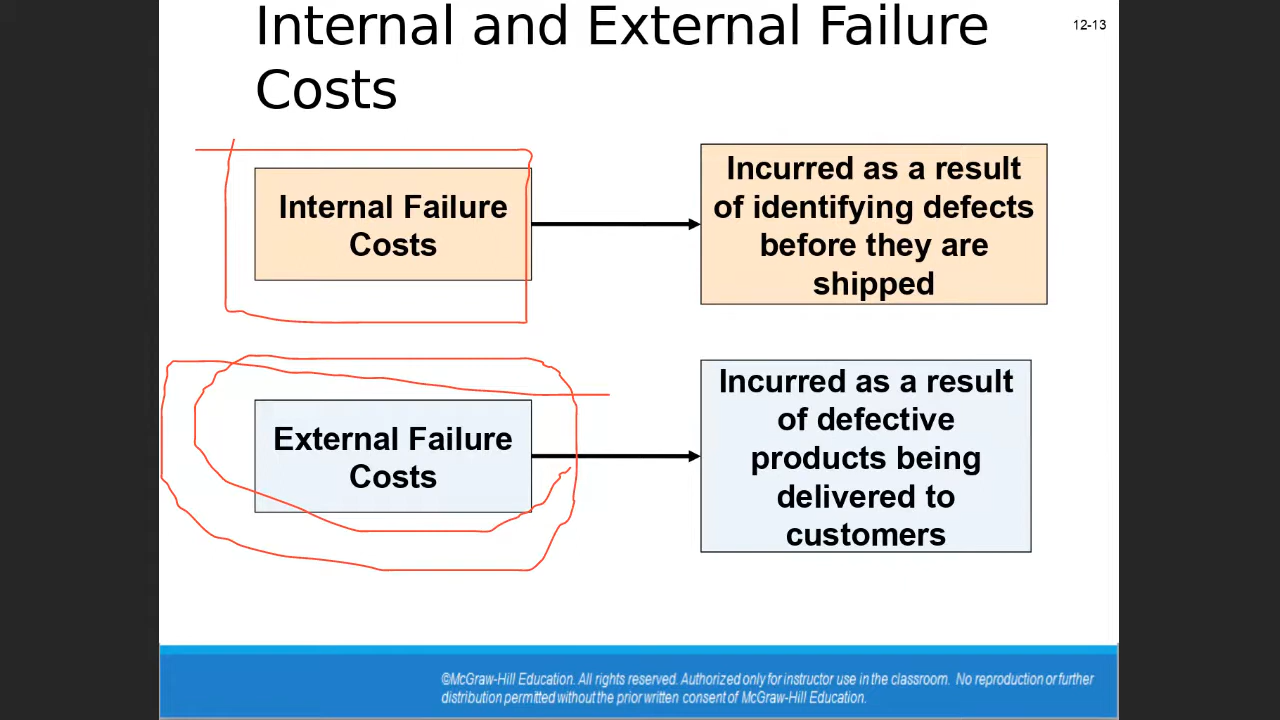 Internal and External Failure
Costs
12-13
Internal Failure
Costs
Incurred as a result
of identifying defects
before they are
shipped
External Failure
Costs
Incurred as a result
of defective
products being
delivered to
customers
©McGraw-Hill Education. All rights reserved. Authorized only for instructor use in the classroom. No reproduction or further
distribution permitted without the prior written consent of McGraw-Hill Education.